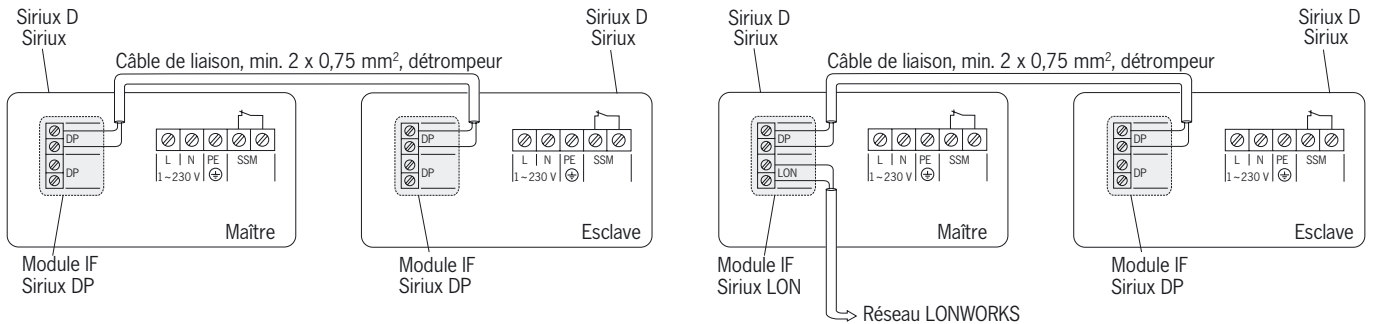 Siriux D
Siriux
Siriux D
Siriux
Câble de liaison, min. 2 x 0,75 mm², détrompeur
DP
DP
L N PE SSM
1~230 V
Maître
DP
DP
L N PE SSM
1~230 V
Esclave
Module IF
Siriux DP
Module IF
Siriux DP
Siriux D
Siriux
Siriux D
Siriux
Câble de liaison, min. 2 x 0,75 mm², détrompeur
DP
LON
L N PE SSM
1~230 V
Maître
DP
DP
L N PE SSM
1~230 V
Esclave
Module IF
Siriux LON
Module IF
Siriux DP
Réseau LONWORKS